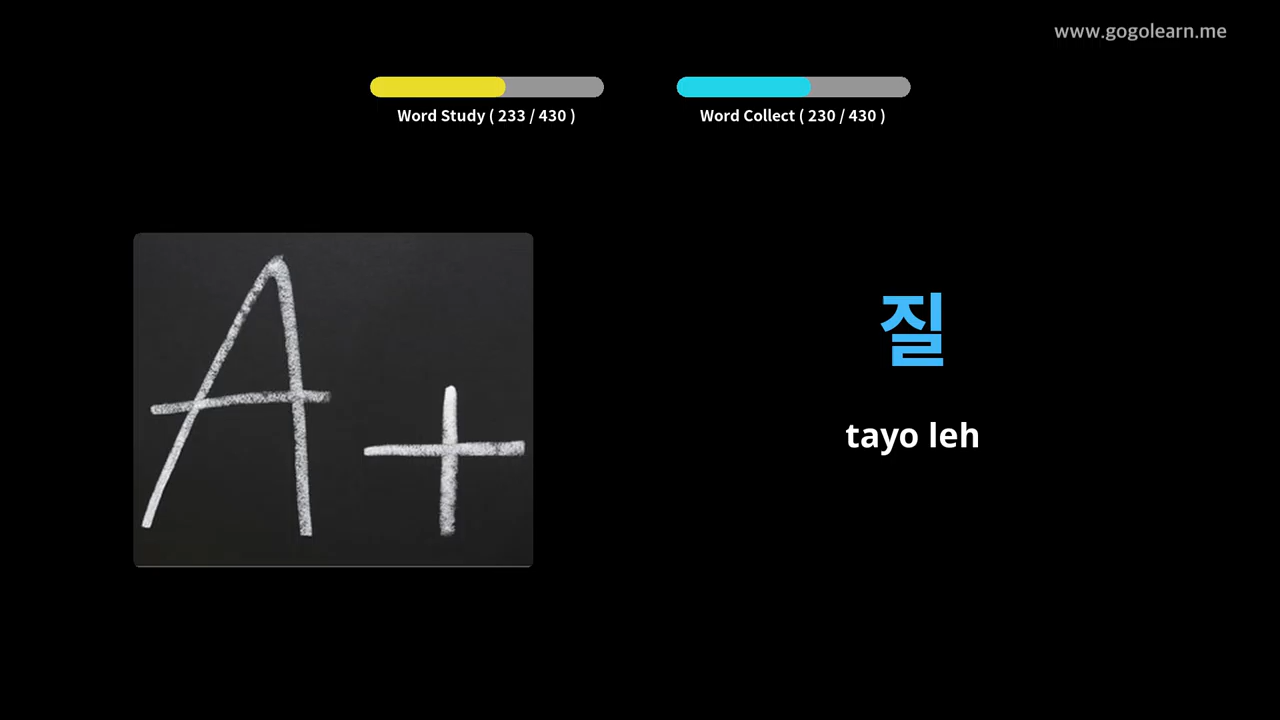 www.gogolearn.me
Word Study ( 233 / 430 )
Word Collect ( 230 / 430 )
A+
질
tayo leh